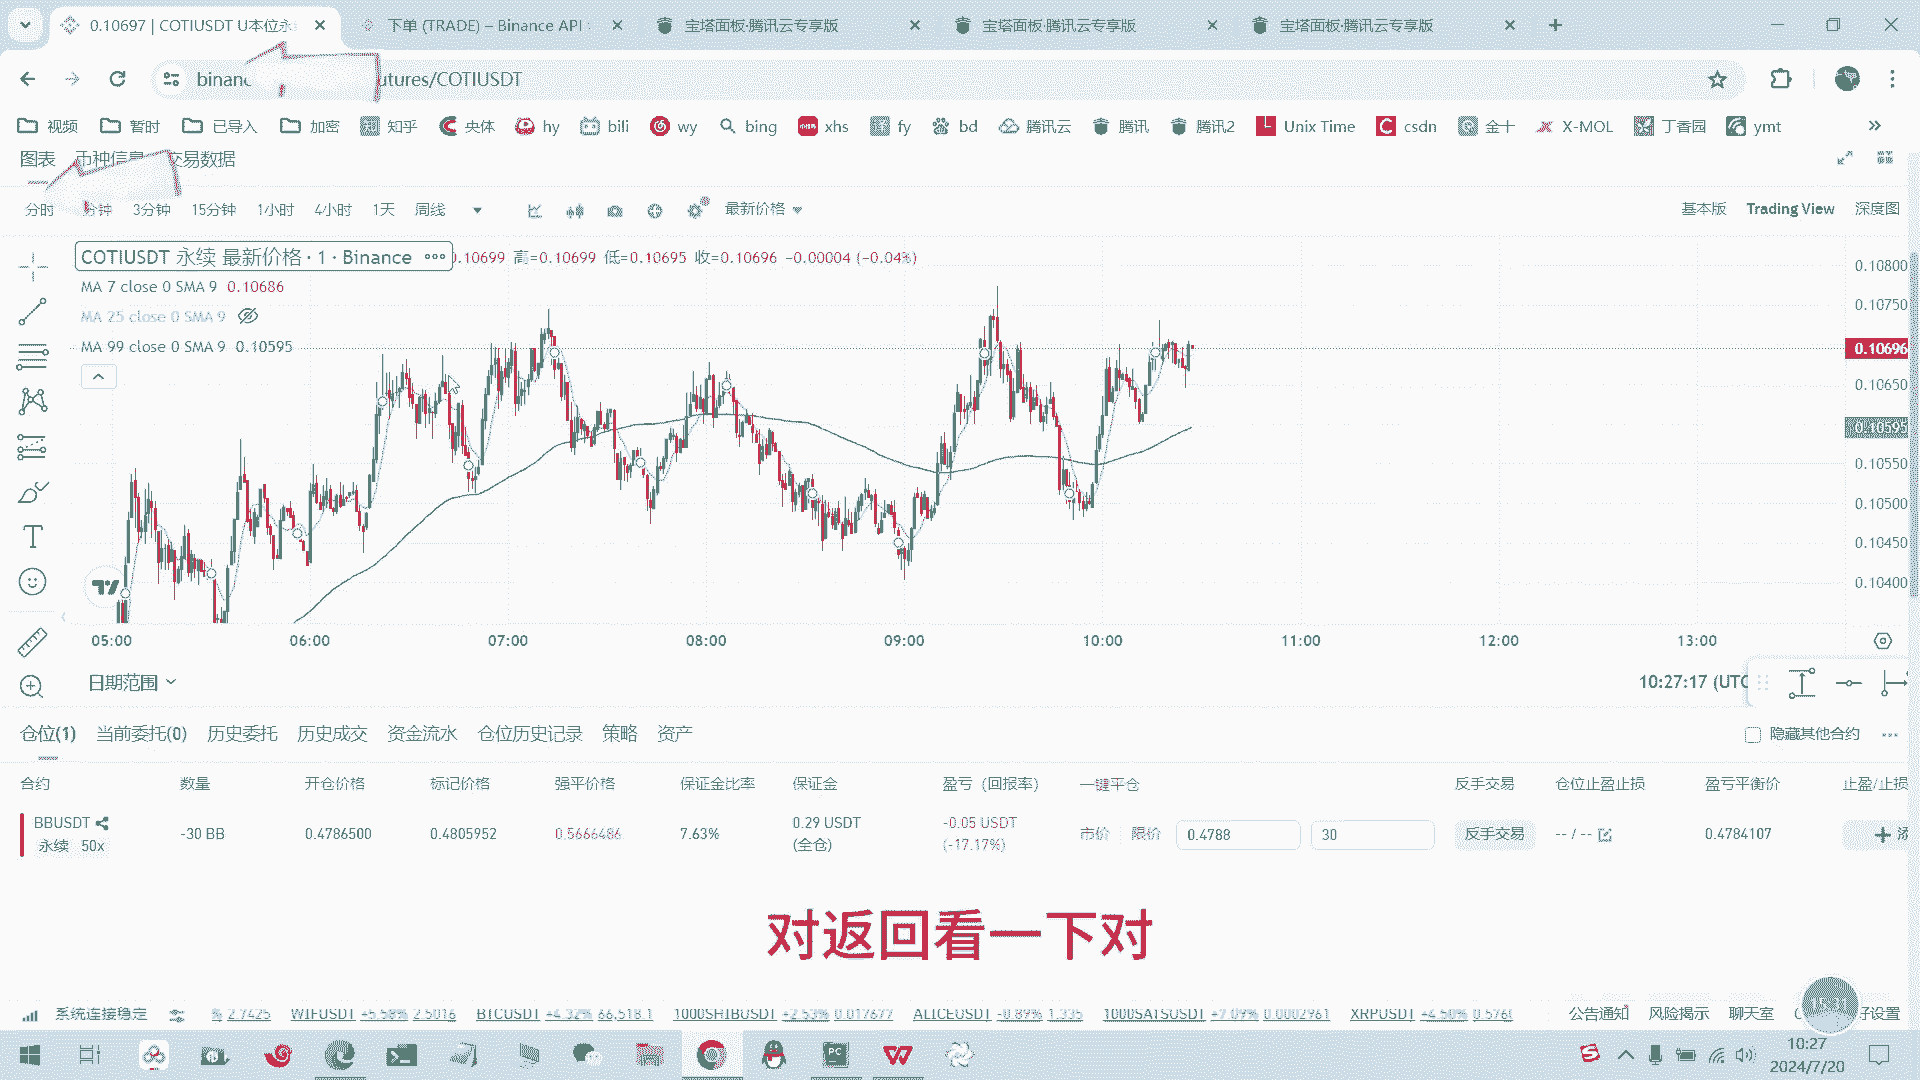 0.10697 | COTIUSDT U本位永
下单 (TRADE) – Binance API
宝塔面板·腾讯云专享版
宝塔面板·腾讯云专享版
宝塔面板·腾讯云专享版
binanc utures/COTIUSDT
视频 暂时 已导入 加密 知乎 央体 hy bili wy bing xhs fy bd 腾讯云 腾讯 腾讯2 Unix Time csdn 金十 X-MOL 丁香园 ymt
图表 币种信息 交易数据
分时 分钟 3分钟 15分钟 1小时 4小时 1天 周线 最新价格 基本版 Trading View 深度图
COTIUSDT 永续 最新价格 · 1 · Binance 0.10699 高=0.10699 低=0.10695 收=0.10696 −0.00004 (−0.04%)
MA 7 close 0 SMA 9 0.10686
MA 25 close 0 SMA 9
MA 99 close 0 SMA 9 0.10595
0.10800
0.10750
0.10696
0.10650
0.10595
0.10550
0.10500
0.10450
0.10400
05:00 06:00 07:00 08:00 09:00 10:00 11:00 12:00 13:00
日期范围 10:27:17 (UTC
仓位(1) 当前委托(0) 历史委托 历史成交 资金流水 仓位历史记录 策略 资产 隐藏其他合约
合约 数量 开仓价格 标记价格 强平价格 保证金比率 保证金 盈亏（回报率） 一键平仓 反手交易 仓位止盈止损 盈亏平衡价 止盈/止损
BBUSDT -30 BB 0.4786500 0.4805952 0.5666486 7.63% 0.29 USDT -0.05 USDT 市价 限价 0.4788 30 反手交易 -- / -- 0.4784107
永续 50x (全仓) (-17.17%)
对返回看一下对
系统连接稳定 % 2.7425 WIFUSDT +5.58% 2.5016 BTCUSDT +4.32% 66,518.1 1000SHIBUSDT +2.53% 0.017677 ALICEUSDT -0.89% 1.335 1000SATSUSDT +7.09% 0.0002961 XRPUSDT +4.50% 0.576 公告通知 风险揭示 聊天室 设置
10:27
2024/7/20